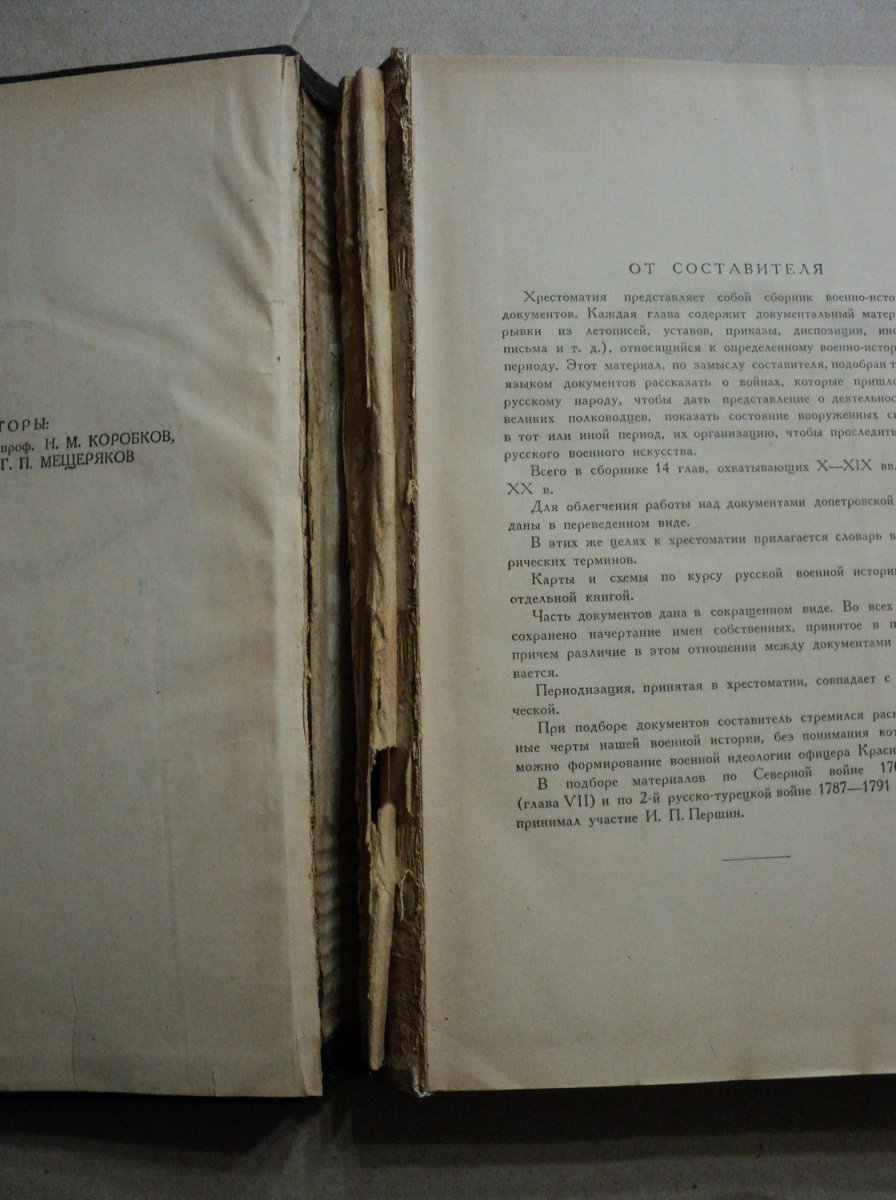 ТОРЫ:
проф. Н. М. КОРОБКОВ,
Г. П. МЕЩЕРЯКОВ
ОТ СОСТАВИТЕЛЯ
Хрестоматия представляет собой сборник военно-исто
документов. Каждая глава содержит документальный матер
рывки из летописей, уставов, приказы, диспозиции, инс
письма и т. д.), относящийся к определенному военно-истор
периоду. Этот материал, по замыслу составителя, подобран т
языком документов рассказать о войнах, которые пришло
русскому народу, чтобы дать представление о деятельнос
великих полководцев, показать состояние вооруженных си
в тот или иной период, их организацию, чтобы проследить
русского военного искусства.
Всего в сборнике 14 глав, охватывающих X—XIX вв.
XX в.
Для облегчения работы над документами допетровской
даны в переведенном виде.
В этих же целях к хрестоматии прилагается словарь в
рических терминов.
Карты и схемы по курсу русской военной истории
отдельной книгой.
Часть документов дана в сокращенном виде. Во всех
сохранено начертание имен собственных, принятое в п
причем различие в этом отношении между документами
вается.
Периодизация, принятая в хрестоматии, совпадает с
ческой.
При подборе документов составитель стремился раск
ные черты нашей военной истории, без понимания кот
можно формирование военной идеологии офицера Красн
В подборе материалов по Северной войне 170
(глава VII) и по 2-й русско-турецкой войне 1787—1791
принимал участие И. П. Першин.